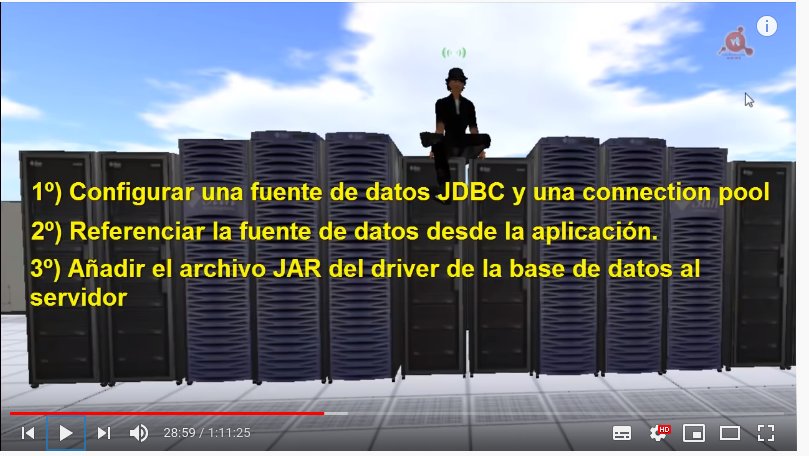 1º) Configurar una fuente de datos JDBC y una connection pool
2º) Referenciar la fuente de datos desde la aplicación.
3º) Añadir el archivo JAR del driver de la base de datos al
servidor
28:59 / 1:11:25
HD